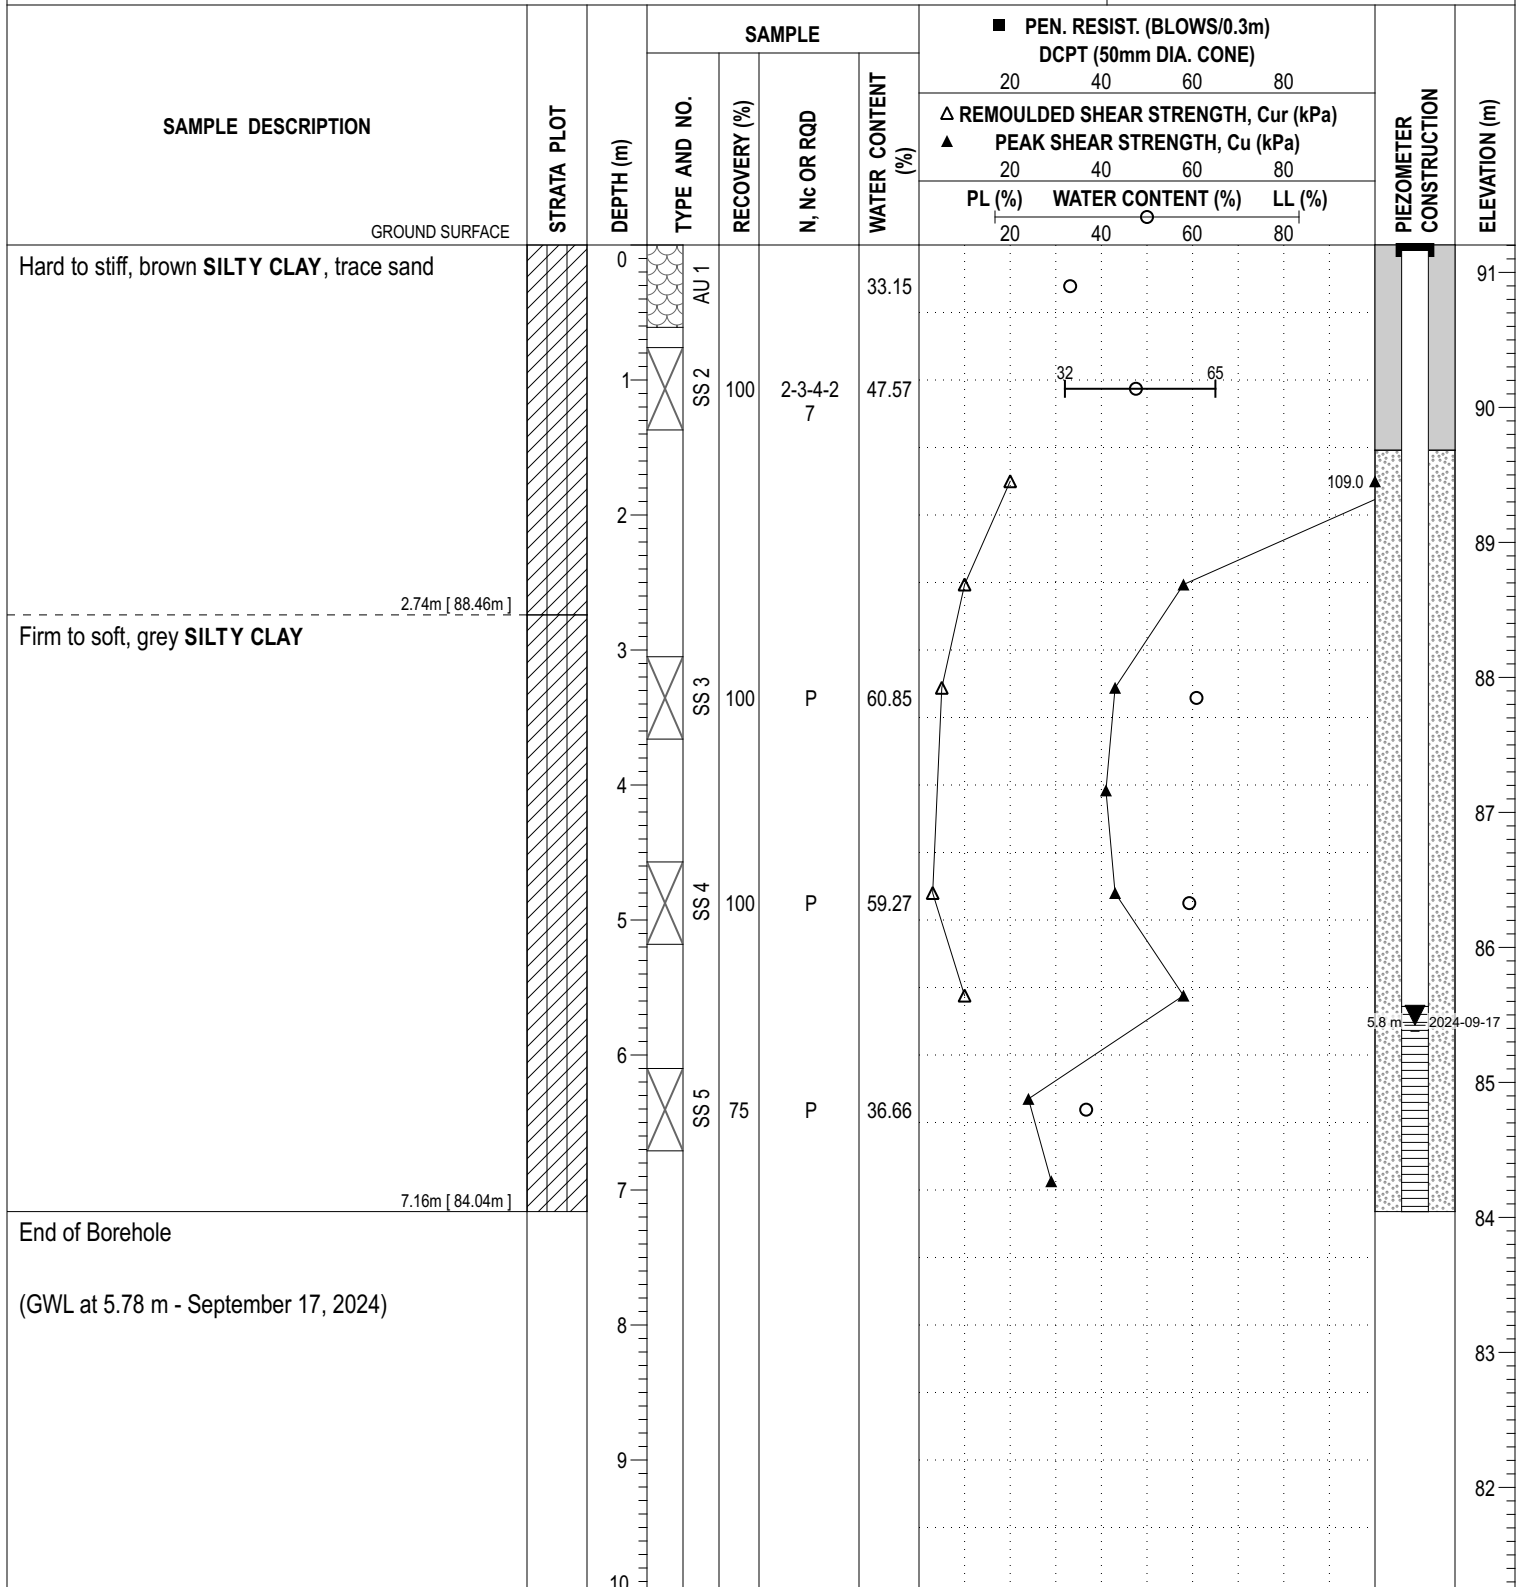 SAMPLE DESCRIPTION
GROUND SURFACE
STRATA PLOT
DEPTH (m)
SAMPLE
TYPE AND NO.
RECOVERY (%)
N, Nc OR RQD
WATER CONTENT
(%)
■ PEN. RESIST. (BLOWS/0.3m)
DCPT (50mm DIA. CONE)
20 40 60 80
△ REMOULDED SHEAR STRENGTH, Cur (kPa)
▲ PEAK SHEAR STRENGTH, Cu (kPa)
20 40 60 80
PL (%) WATER CONTENT (%) LL (%)
20 40 60 80
PIEZOMETER
CONSTRUCTION
ELEVATION (m)
Hard to stiff, brown SILTY CLAY, trace sand
0
AU 1
33.15
91
1
SS 2
100
2-3-4-2
7
47.57
32 65
90
109.0
2
89
2.74m [ 88.46m ]
Firm to soft, grey SILTY CLAY
3
SS 3
100
P
60.85
88
4
87
SS 4
100
P
59.27
5
86
5.8 m 2024-09-17
6
85
SS 5
75
P
36.66
7
7.16m [ 84.04m ]
84
End of Borehole
(GWL at 5.78 m - September 17, 2024)
8
83
9
82
10